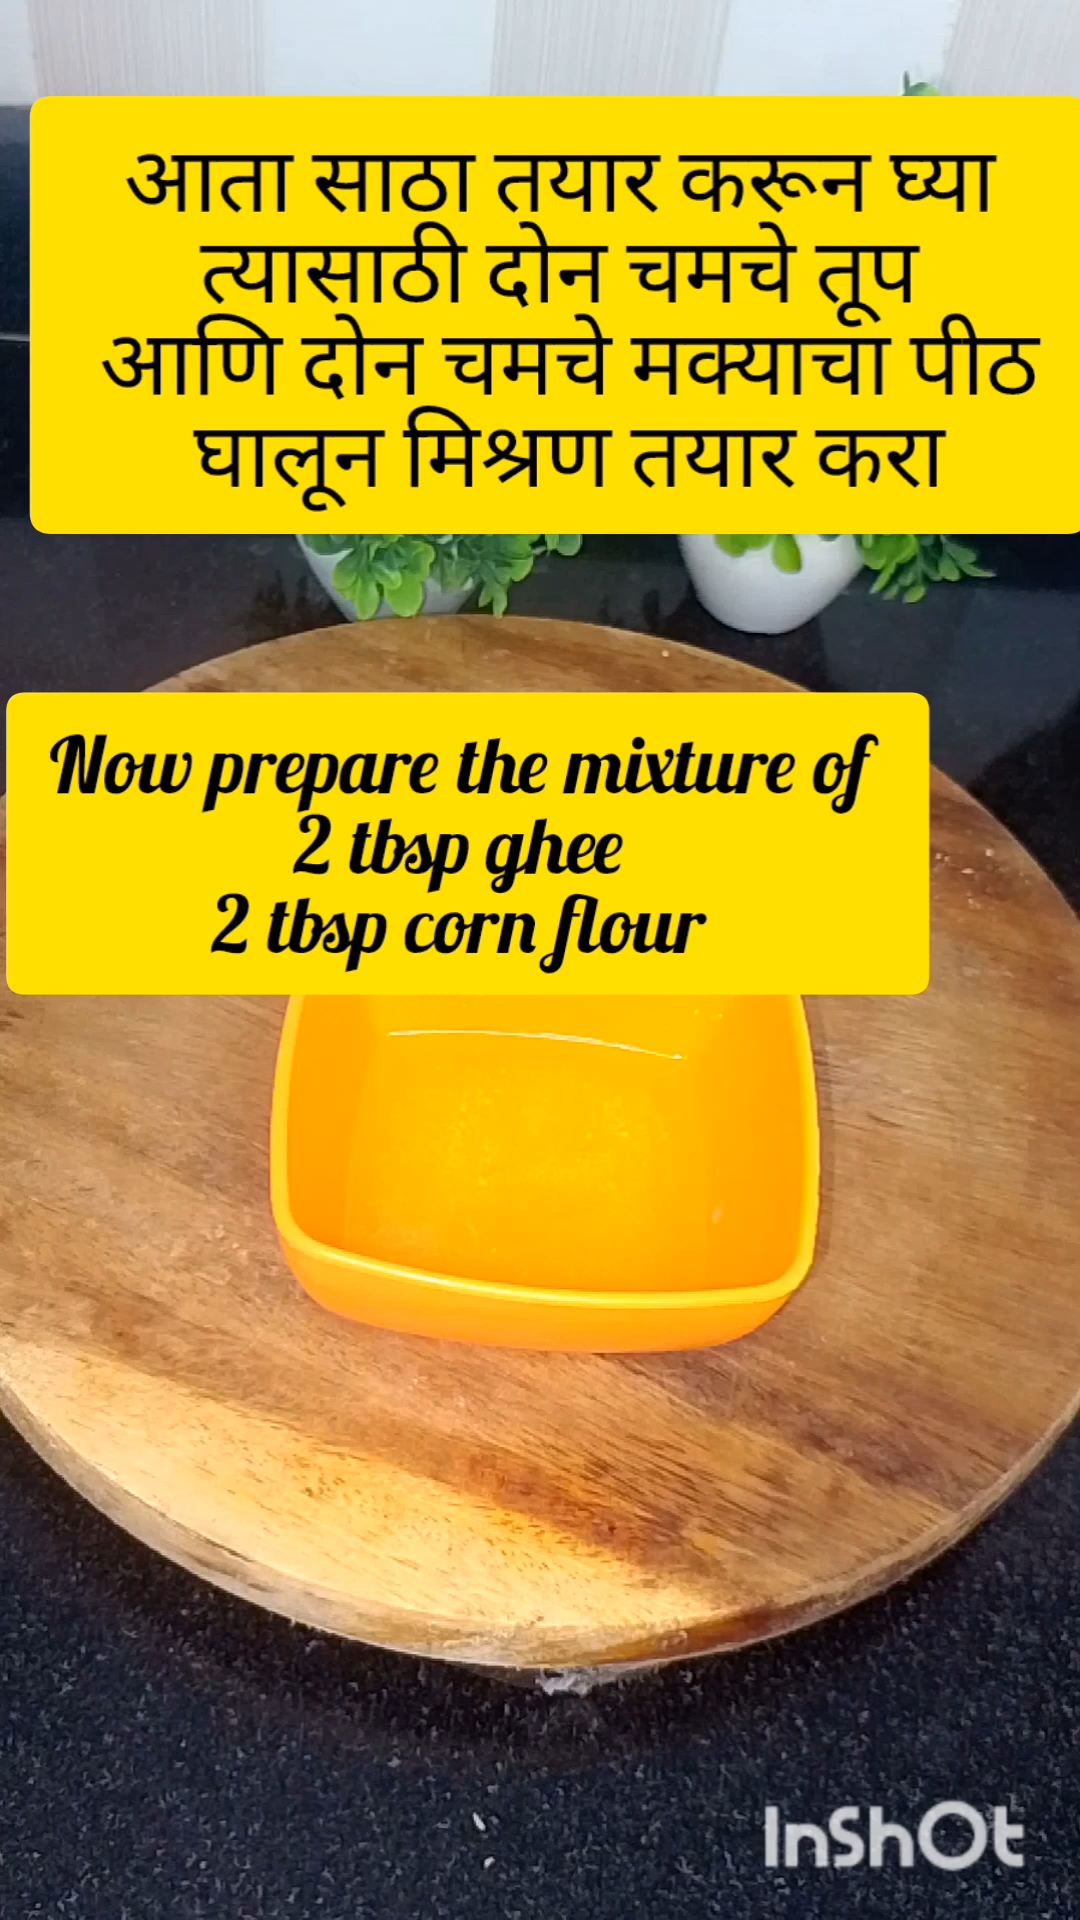 आता साठा तयार करून घ्या
त्यासाठी दोन चमचे तूप
आणि दोन चमचे मक्याचा पीठ
घालून मिश्रण तयार करा
Now prepare the mixture of
2 tbsp ghee
2 tbsp corn flour
InShOt